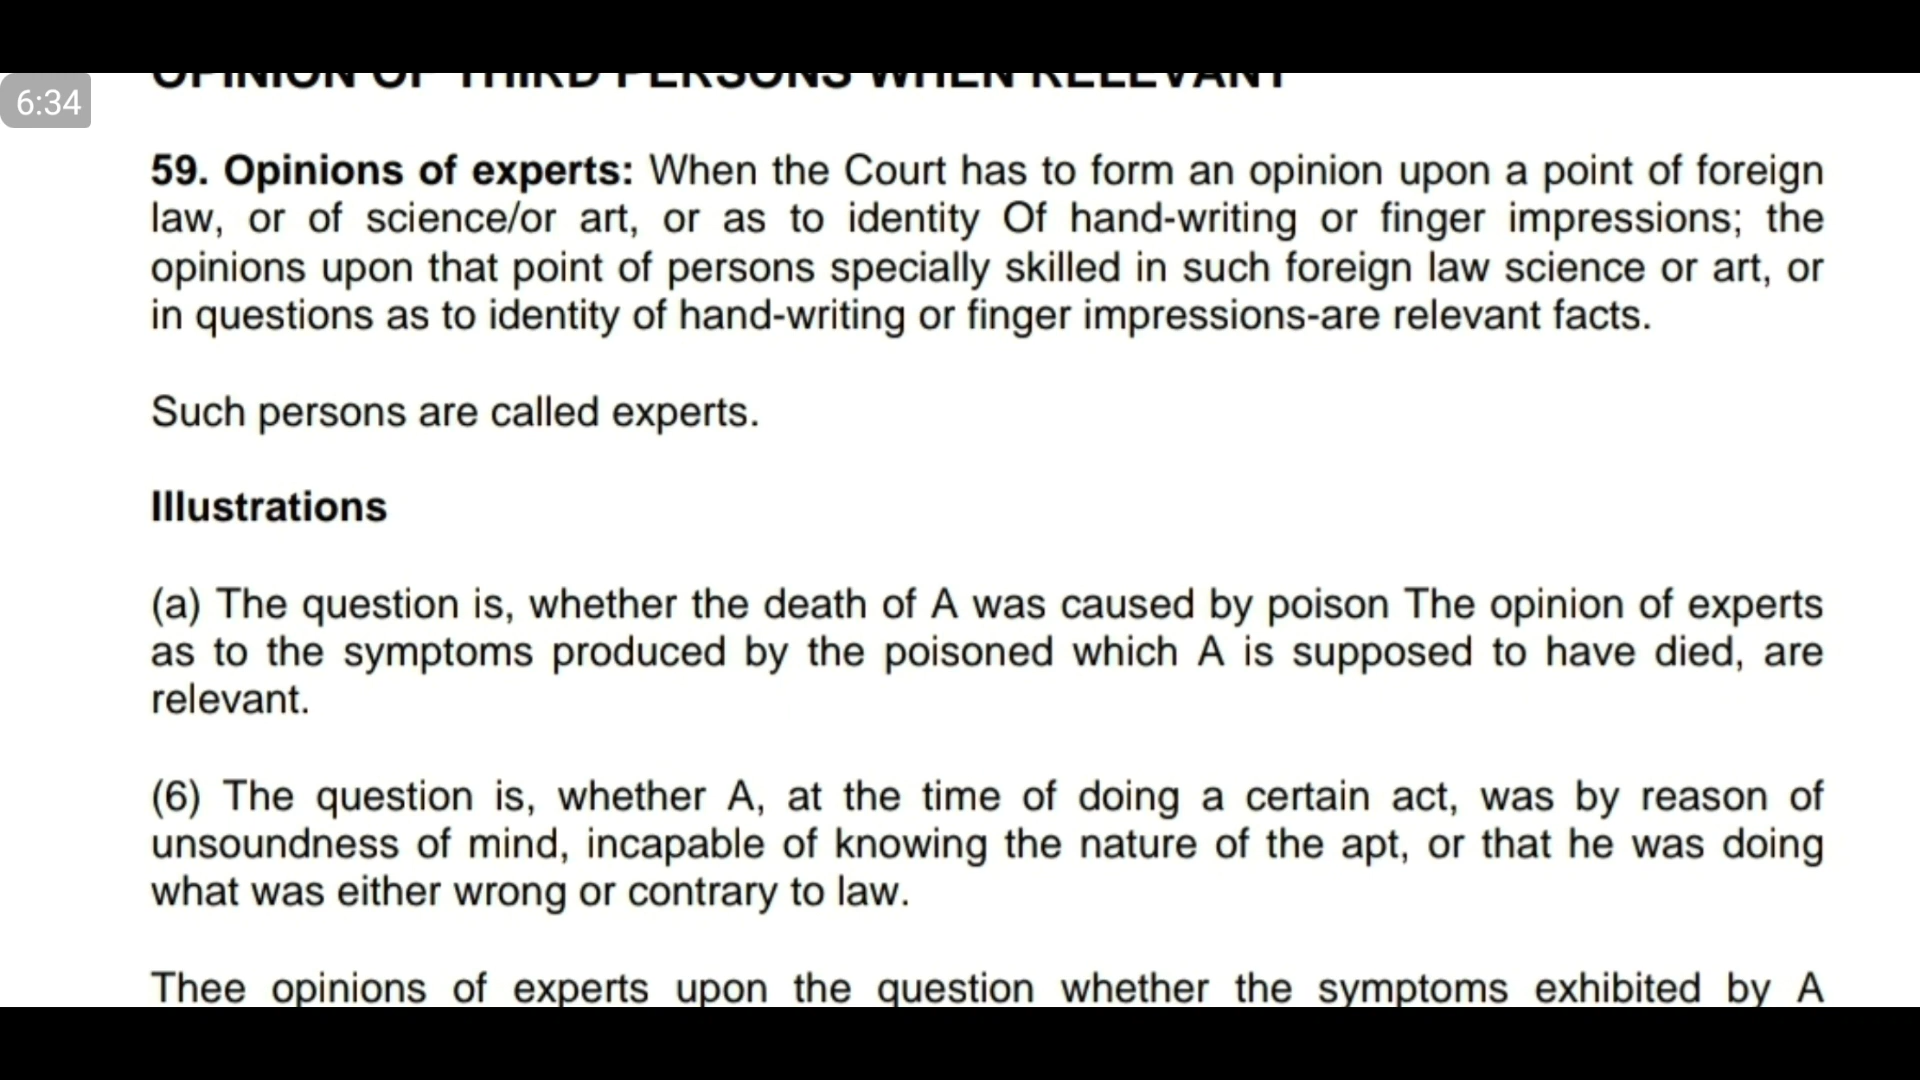 OPINION OF THIRD PERSONS WHEN RELEVANT
6:34
59. Opinions of experts: When the Court has to form an opinion upon a point of foreign
law, or of science/or art, or as to identity Of hand-writing or finger impressions; the
opinions upon that point of persons specially skilled in such foreign law science or art, or
in questions as to identity of hand-writing or finger impressions-are relevant facts.
Such persons are called experts.
Illustrations
(a) The question is, whether the death of A was caused by poison The opinion of experts
as to the symptoms produced by the poisoned which A is supposed to have died, are
relevant.
(6) The question is, whether A, at the time of doing a certain act, was by reason of
unsoundness of mind, incapable of knowing the nature of the apt, or that he was doing
what was either wrong or contrary to law.
Thee opinions of experts upon the question whether the symptoms exhibited by A